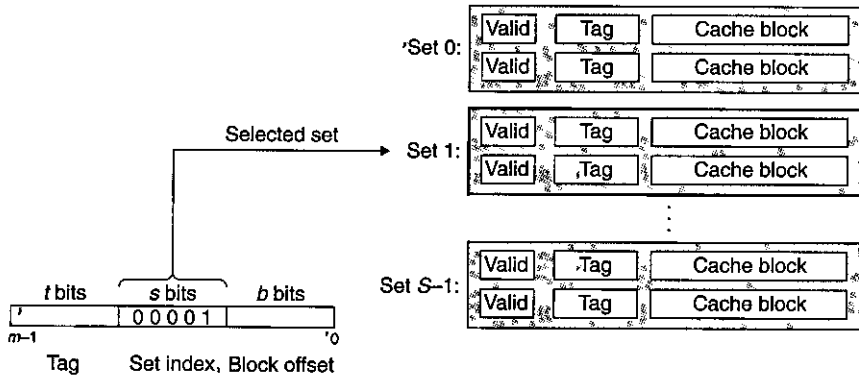 Set 0:
Valid Tag Cache block
Valid Tag Cache block
Selected set
Set 1:
Valid Tag Cache block
Valid Tag Cache block
Set S–1:
Valid Tag Cache block
Valid Tag Cache block
t bits s bits b bits
0 0 0 0 1
m–1 0
Tag Set index, Block offset